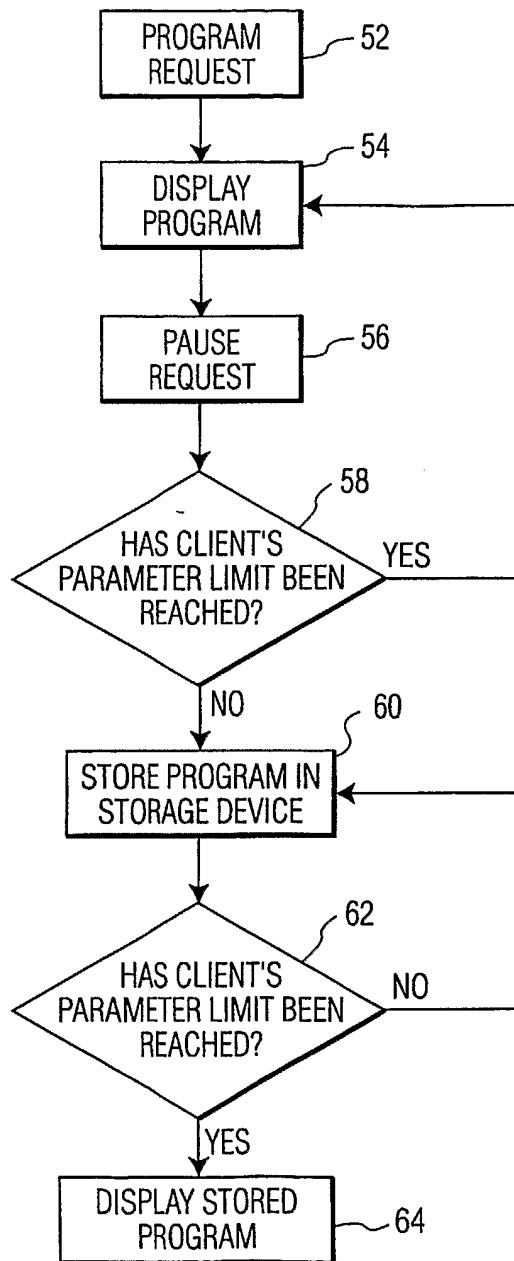 PROGRAM
REQUEST
52
54
DISPLAY
PROGRAM
PAUSE
REQUEST
56
58
HAS CLIENT'S
PARAMETER LIMIT BEEN
REACHED?
YES
NO
60
STORE PROGRAM IN
STORAGE DEVICE
62
HAS CLIENT'S
PARAMETER LIMIT BEEN
REACHED?
NO
YES
DISPLAY STORED
PROGRAM
64